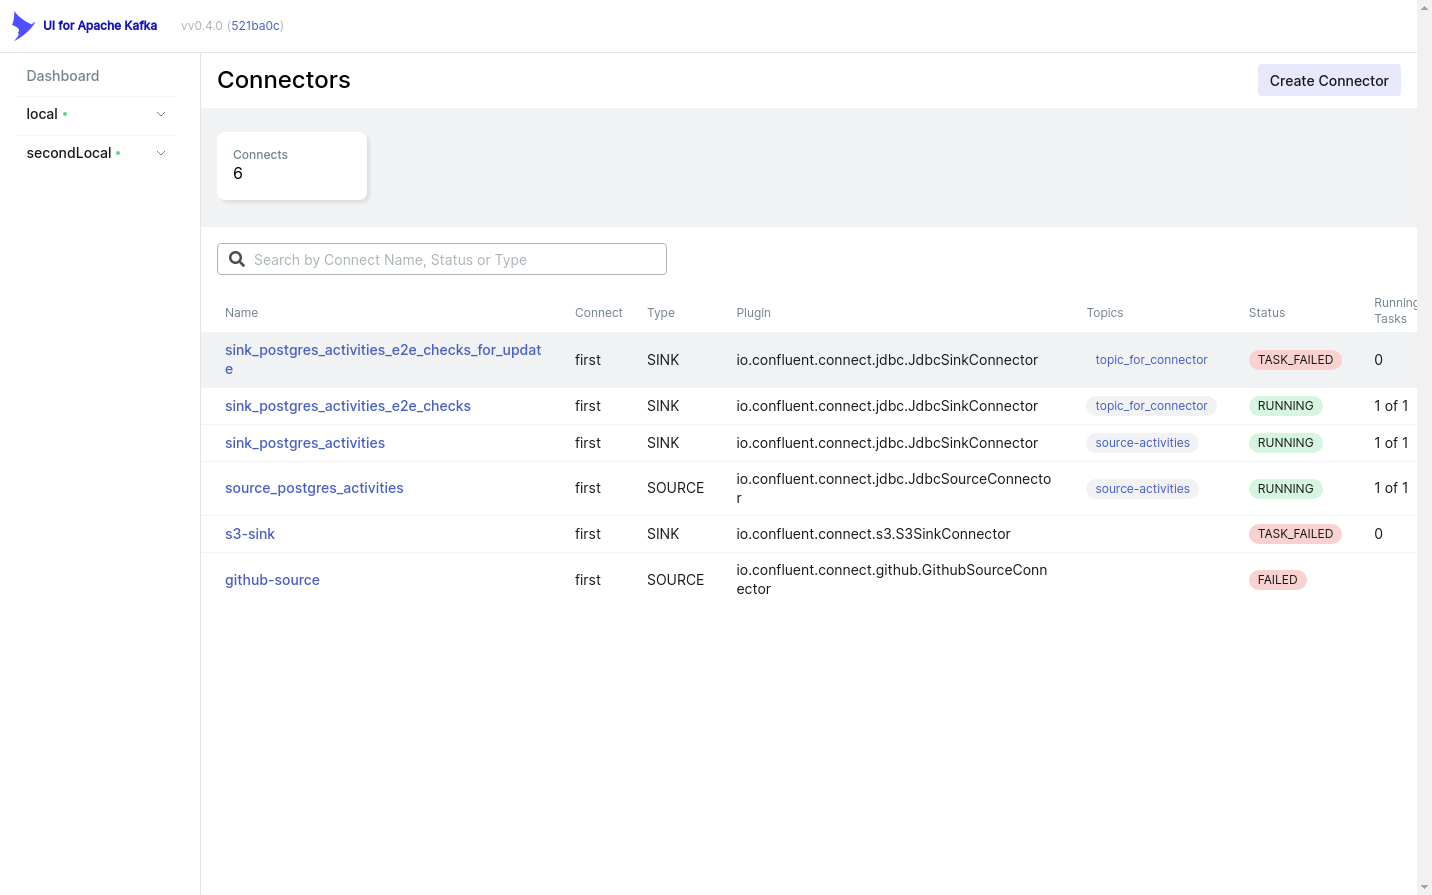 UI for Apache Kafka vv0.4.0 (521ba0c)
Dashboard
local
secondLocal
Connectors
Create Connector
Connects
6
Search by Connect Name, Status or Type
Name Connect Type Plugin Topics Status Running
Tasks
sink_postgres_activities_e2e_checks_for_updat
e
first SINK io.confluent.connect.jdbc.JdbcSinkConnector topic_for_connector TASK_FAILED 0
sink_postgres_activities_e2e_checks first SINK io.confluent.connect.jdbc.JdbcSinkConnector topic_for_connector RUNNING 1 of 1
sink_postgres_activities first SINK io.confluent.connect.jdbc.JdbcSinkConnector source-activities RUNNING 1 of 1
source_postgres_activities first SOURCE io.confluent.connect.jdbc.JdbcSourceConnecto
r
source-activities RUNNING 1 of 1
s3-sink first SINK io.confluent.connect.s3.S3SinkConnector TASK_FAILED 0
github-source first SOURCE io.confluent.connect.github.GithubSourceConn
ector
FAILED